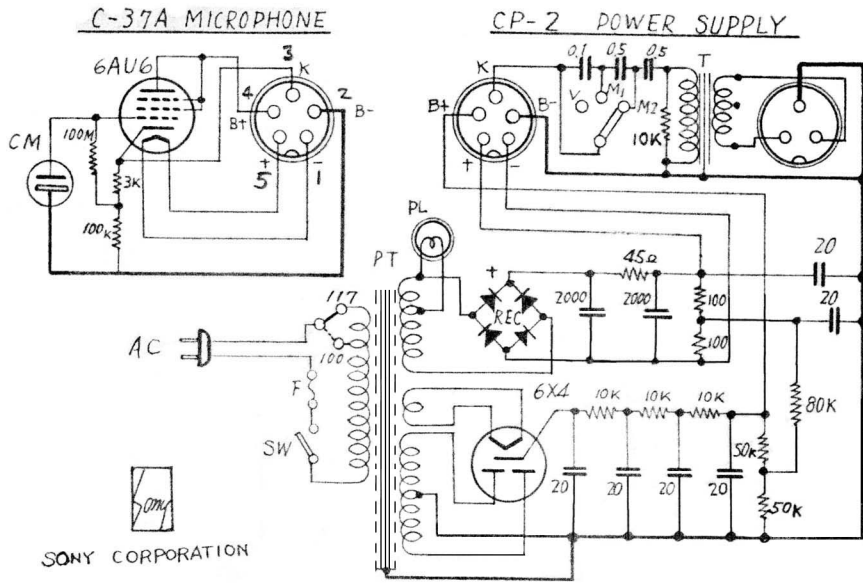 C-37A MICROPHONE
CP-2 POWER SUPPLY
6AU6
3
K
4
2
B+
B-
CM
100M
3K
100K
+
5
-
1
0.1
0.5
0.5
T
K
V
M1
M2
B+
B-
10K
+
-
PL
PT
45Ω
20
+
2000
2000
REC
100
100
20
117
AC
100
F
SW
6X4
10K
10K
10K
80K
50K
50K
20
20
20
20
Sony
SONY CORPORATION